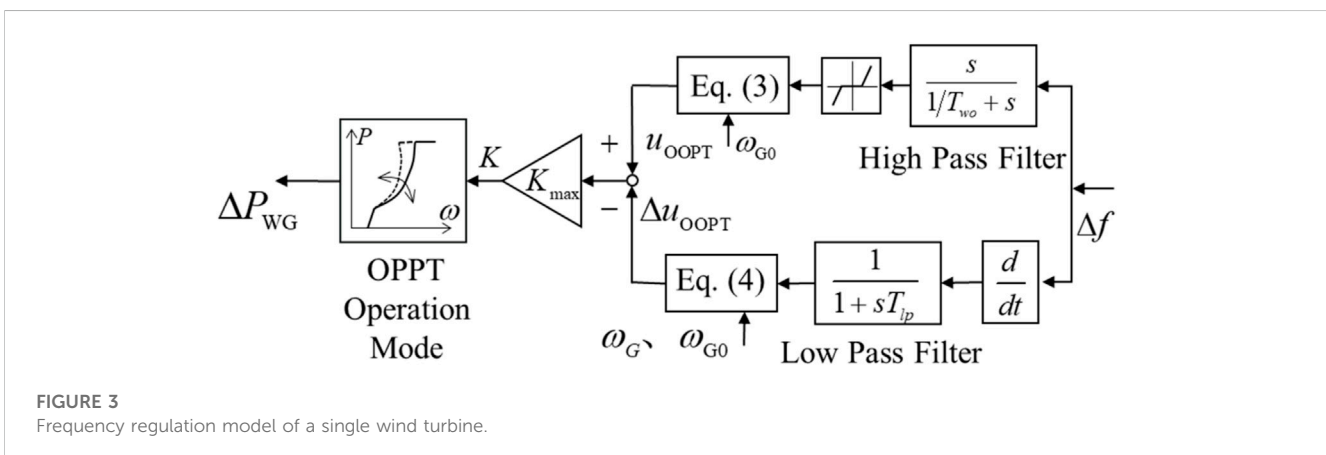 Eq. (3)
s
1/T_wo + s
High Pass Filter
+
u_OOPT
ω_G0
P
ω
K
K_max
−
Δu_OOPT
ΔP_WG
Δf
OPPT
Operation
Mode
Eq. (4)
1
1 + sT_lp
d
dt
ω_G、 ω_G0
Low Pass Filter
FIGURE 3
Frequency regulation model of a single wind turbine.